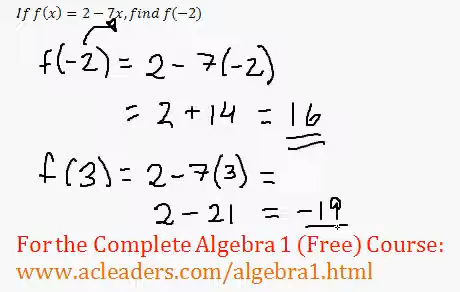 If f(x) = 2 − 7x, find f(−2)
f(-2) = 2 - 7(-2)
= 2 + 14 = 16
f(3) = 2 - 7(3) =
2 - 21 = -19
For the Complete Algebra 1 (Free) Course:
www.acleaders.com/algebra1.html